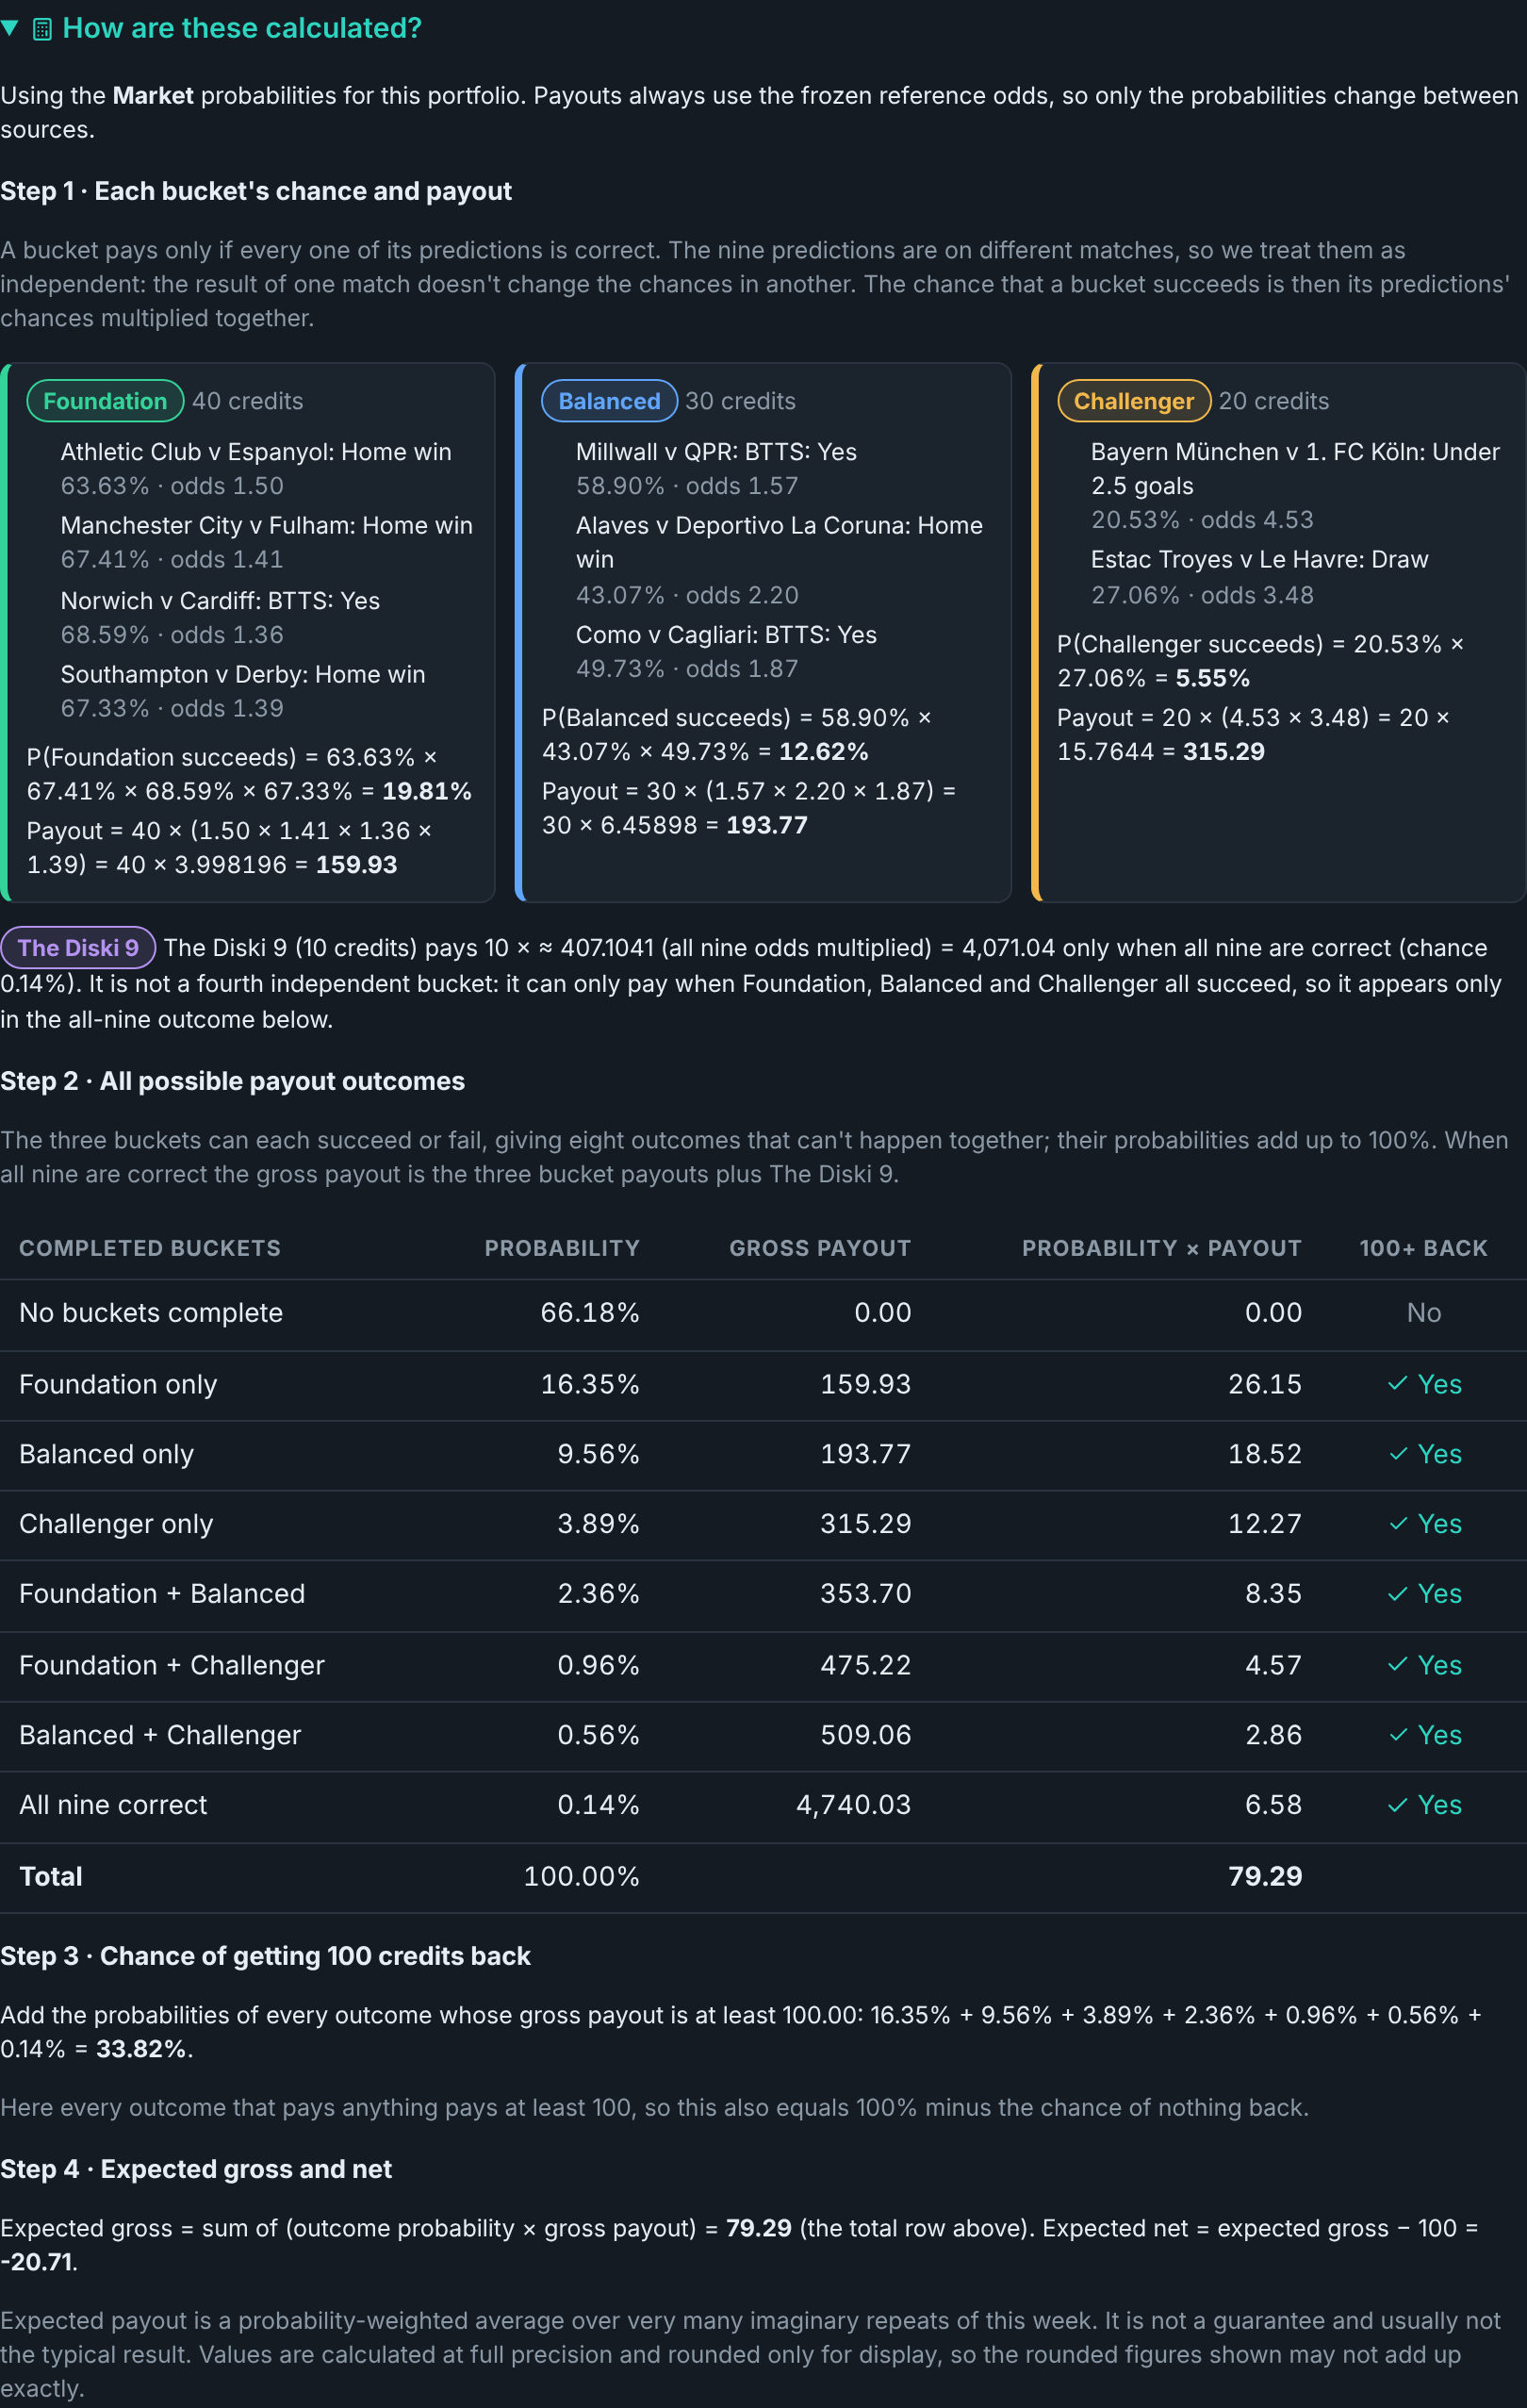 How are these calculated?
Using the Market probabilities for this portfolio. Payouts always use the frozen reference odds, so only the probabilities change between
sources.
Step 1 · Each bucket's chance and payout
A bucket pays only if every one of its predictions is correct. The nine predictions are on different matches, so we treat them as
independent: the result of one match doesn't change the chances in another. The chance that a bucket succeeds is then its predictions'
chances multiplied together.
Foundation 40 credits
Athletic Club v Espanyol: Home win
63.63% · odds 1.50
Manchester City v Fulham: Home win
67.41% · odds 1.41
Norwich v Cardiff: BTTS: Yes
68.59% · odds 1.36
Southampton v Derby: Home win
67.33% · odds 1.39
P(Foundation succeeds) = 63.63% ×
67.41% × 68.59% × 67.33% = 19.81%
Payout = 40 × (1.50 × 1.41 × 1.36 ×
1.39) = 40 × 3.998196 = 159.93
Balanced 30 credits
Millwall v QPR: BTTS: Yes
58.90% · odds 1.57
Alaves v Deportivo La Coruna: Home
win
43.07% · odds 2.20
Como v Cagliari: BTTS: Yes
49.73% · odds 1.87
P(Balanced succeeds) = 58.90% ×
43.07% × 49.73% = 12.62%
Payout = 30 × (1.57 × 2.20 × 1.87) =
30 × 6.45898 = 193.77
Challenger 20 credits
Bayern München v 1. FC Köln: Under
2.5 goals
20.53% · odds 4.53
Estac Troyes v Le Havre: Draw
27.06% · odds 3.48
P(Challenger succeeds) = 20.53% ×
27.06% = 5.55%
Payout = 20 × (4.53 × 3.48) = 20 ×
15.7644 = 315.29
The Diski 9 The Diski 9 (10 credits) pays 10 × ≈ 407.1041 (all nine odds multiplied) = 4,071.04 only when all nine are correct (chance
0.14%). It is not a fourth independent bucket: it can only pay when Foundation, Balanced and Challenger all succeed, so it appears only
in the all-nine outcome below.
Step 2 · All possible payout outcomes
The three buckets can each succeed or fail, giving eight outcomes that can't happen together; their probabilities add up to 100%. When
all nine are correct the gross payout is the three bucket payouts plus The Diski 9.
COMPLETED BUCKETS PROBABILITY GROSS PAYOUT PROBABILITY × PAYOUT 100+ BACK
No buckets complete 66.18% 0.00 0.00 No
Foundation only 16.35% 159.93 26.15 ✓ Yes
Balanced only 9.56% 193.77 18.52 ✓ Yes
Challenger only 3.89% 315.29 12.27 ✓ Yes
Foundation + Balanced 2.36% 353.70 8.35 ✓ Yes
Foundation + Challenger 0.96% 475.22 4.57 ✓ Yes
Balanced + Challenger 0.56% 509.06 2.86 ✓ Yes
All nine correct 0.14% 4,740.03 6.58 ✓ Yes
Total 100.00% 79.29
Step 3 · Chance of getting 100 credits back
Add the probabilities of every outcome whose gross payout is at least 100.00: 16.35% + 9.56% + 3.89% + 2.36% + 0.96% + 0.56% +
0.14% = 33.82%.
Here every outcome that pays anything pays at least 100, so this also equals 100% minus the chance of nothing back.
Step 4 · Expected gross and net
Expected gross = sum of (outcome probability × gross payout) = 79.29 (the total row above). Expected net = expected gross − 100 =
-20.71.
Expected payout is a probability-weighted average over very many imaginary repeats of this week. It is not a guarantee and usually not
the typical result. Values are calculated at full precision and rounded only for display, so the rounded figures shown may not add up
exactly.